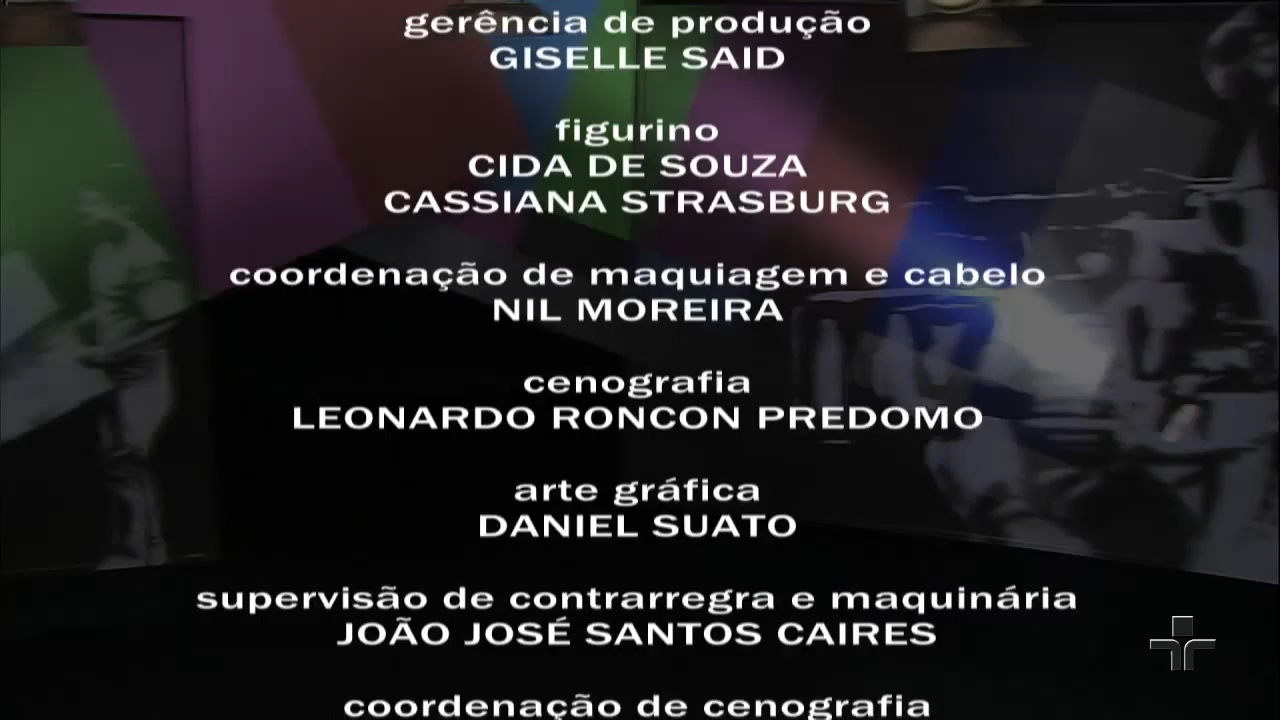 gerência de produção
GISELLE SAID
figurino
CIDA DE SOUZA
CASSIANA STRASBURG
coordenação de maquiagem e cabelo
NIL MOREIRA
cenografia
LEONARDO RONCON PREDOMO
arte gráfica
DANIEL SUATO
supervisão de contrarregra e maquinária
JOÃO JOSÉ SANTOS CAIRES
coordenação de cenografia